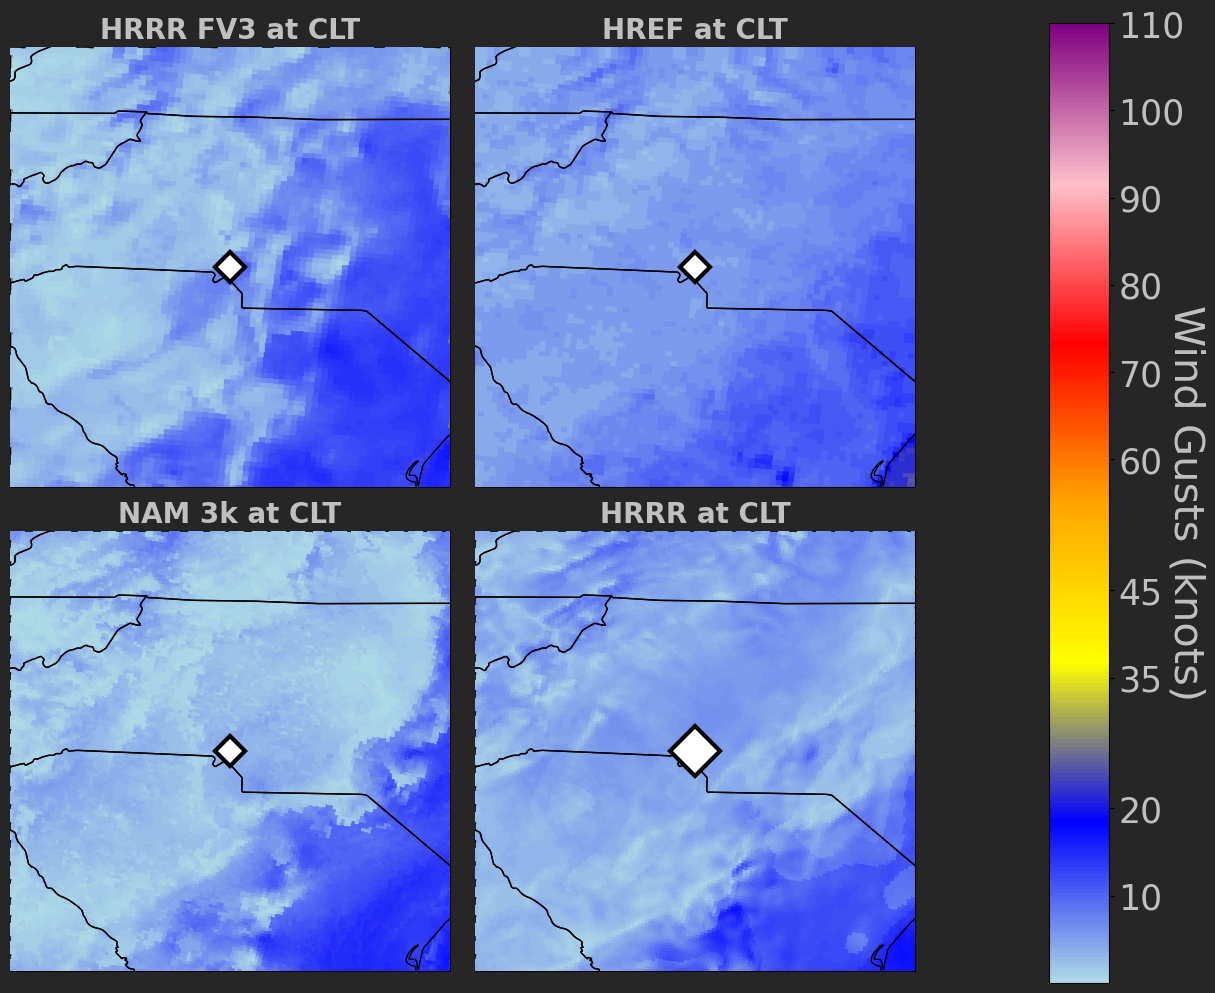 HRRR FV3 at CLT
HREF at CLT
NAM 3k at CLT
HRRR at CLT
110
100
90
80
70
60
45
35
20
10
Wind Gusts (knots)